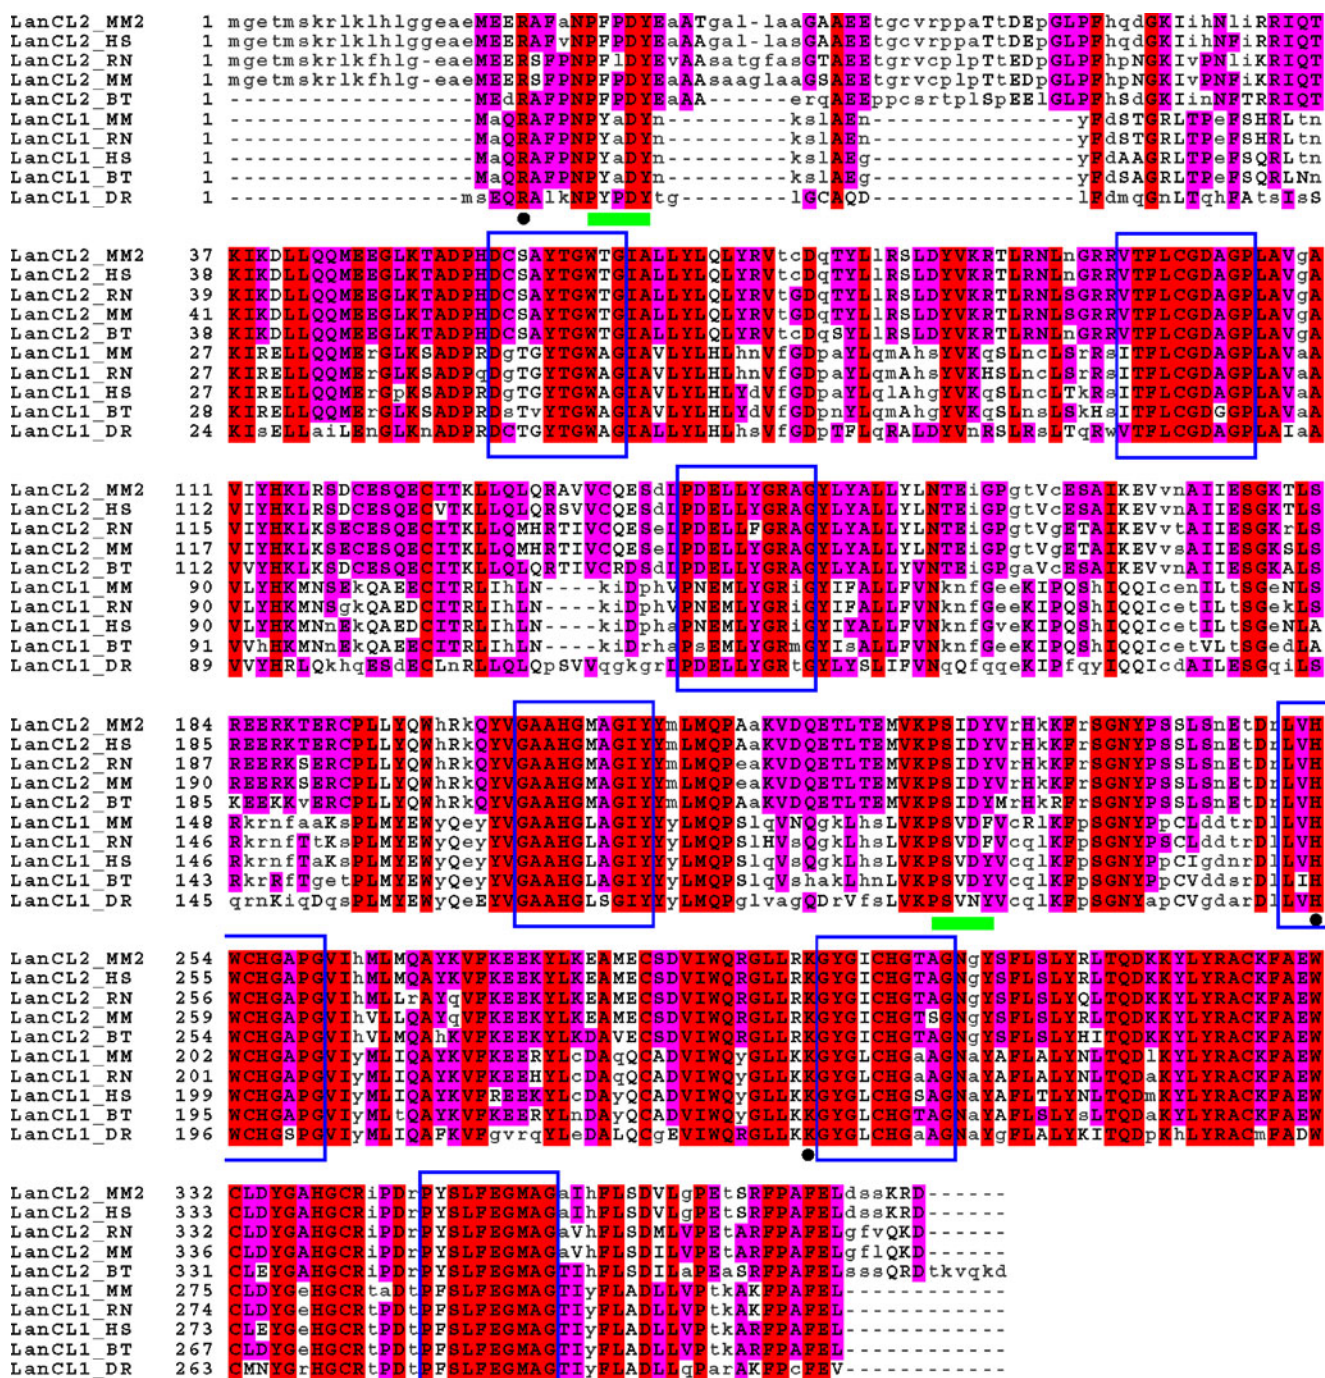 LanCL2_MM2 1 mgetmskrlklhlggeaeMEERAFaNPFPDYEaATgal-laaGAAEEtgcvrppaTtDEpGLPFhqdGKIihNliRRIQT
LanCL2_HS 1 mgetmskrlklhlggeaeMEERAFvNPFPDYEaAAgal-lasGAAEEtgcvrppaTtDEpGLPFhqdGKIihNFiRRIQT
LanCL2_RN 1 mgetmskrlkfhlg-eaeMEERSFPNPFlDYEvAAsatgfasGTAEEtgrvcplpTtEDpGLPFhpNGKIvPNliKRIQT
LanCL2_MM 1 mgetmskrlkfhlg-eaeMEERSFPNPFPDYEaAAsaaglaaGSAEEtgrvcplpTtEDpGLPFhpNGKIvPNFiKRIQT
LanCL2_BT 1 ------------------MEdRAFPNPFPDYEaAA-------erqAEEppcsrtplSpEELGLPFhSdGKIinNFTRRIQT
LanCL1_MM 1 ------------------MaQRAFPNPYaDYn----------kslAEn----------------yFdSTGRLTPeFSHRLtn
LanCL1_RN 1 ------------------MaQRAFPNPYaDYn----------kslAEn----------------yFdSTGRLTPeFSHRLtn
LanCL1_HS 1 ------------------MaQRAFPNPYaDYn----------kslAEg----------------yFdAAGRLTPeFSQRLtn
LanCL1_BT 1 ------------------MaQRAFPNPYaDYn----------kslAEg----------------yFdSAGRLTPeFSQRLNn
LanCL1_DR 1 -----------------msEQRAlkNPYPDYtg---------lGCAQD----------------lFdmqGnLTqhFAtsISS
LanCL2_MM2 37 KIKDLLQQMEEGLKTADPHDCSAYTGWTGIALLYLQLYRVtcDqTYLlRSLDYVKRTLRNLnGRRVTFLCGDAGPLAVgA
LanCL2_HS 38 KIKDLLQQMEEGLKTADPHDCSAYTGWTGIALLYLQLYRVtcDqTYLlRSLDYVKRTLRNLnGRRVTFLCGDAGPLAVgA
LanCL2_RN 39 KIKDLLQQMEEGLKTADPHDCSAYTGWTGIALLYLQLYRVtGDqTYLlRSLDYVKRTLRNLSGRRVTFLCGDAGPLAVgA
LanCL2_MM 41 KIKDLLQQMEEGLKTADPHDCSAYTGWTGIALLYLQLYRVtGDqTYLlRSLDYVKRTLRNLSGRRVTFLCGDAGPLAVgA
LanCL2_BT 38 KIKDLLQQMEEGLKTADPHDCSAYTGWTGIALLYLQLYRVtcDQSYLlRSLDYVKRTLRNLnGRRVTFLCGDAGPLAVgA
LanCL1_MM 27 KIRELLQQMErGLKSADPRDgTGYTGWAGIAVLYLHLhnVfGDpaYLqmAhsYVKqSLncLSrRsITFLCGDAGPLAVaA
LanCL1_RN 27 KIRELLQQMErGLKSADPqDgTGYTGWAGIAVLYLHLhnVfGDpaYLqmAhsYVKHSLncLSrRsITFLCGDAGPLAVaA
LanCL1_HS 27 KIRELLQQMErGpKSADPRDgTGYTGWAGIAVLYLHLYdVfGDpaYLqlAhgYVKqSLncLTkRsITFLCGDAGPLAVaA
LanCL1_BT 28 KIRELLQQMErGLKSADPRDsTvYTGWAGIAVLYLHLYdVfGDpnYLqmAhgYVKqSLnsLSkHsITFLCGDGGPLAVaA
LanCL1_DR 24 KIsELLaiLEnGLKnADPRDCTGYTGWAGIALLYLHLhsVfGDpTFLqRALDYVnRSLRsLTqRwVTFLCGDAGPLAIaA
LanCL2_MM2 111 VIYHKLRSDCESQECITKLLQLQRAVVCQESdLPDELLYGRAGYLYALLYLNTEiGPgtVcESAIKEVvnAIIESGKTLS
LanCL2_HS 112 VIYHKLRSDCESQECVTKLLQLQRSVVCQESdLPDELLYGRAGYLYALLYLNTEiGPgtVcESAIKEVvnAIIESGKTLS
LanCL2_RN 115 VIYHKLKSECESQECITKLLQMHRTIVCQESeLPDELLFGRAGYLYALLYLNTEiGPgtVgETAIKEVvtAIIESGKrLS
LanCL2_MM 117 VIYHKLKSECESQECITKLLQMHRTIVCQESeLPDELLYGRAGYLYALLYLNTEiGPgtVgETAIKEVvsAIIESGKSLS
LanCL2_BT 112 VVYHKLKSDCESQECITKLLQLQRTIVCRDSdLPDELLYGRAGYLYALLYVNTEiGPgaVCESAIKEVvnAIIESGKALS
LanCL1_MM 90 VLYHKMNSEkQAEECITRLIhLN----kiDphVPNEMLYGRiGYIFALLFVNknfGeeKIPQShIQQIcenILtSGeNLS
LanCL1_RN 90 VLYHKMNSgkQAEDCITRLIhLN----kiDphVPNEMLYGRiGYIFALLFVNknfGeeKIPQShIQQIcetILtSGekLS
LanCL1_HS 90 VLYHKMNnEkQAEDCITRLIhLN----kiDphaPNEMLYGRiGYIYALLFVNknfGveKIPQShIQQIcetILtSGeNLA
LanCL1_BT 91 VVhHKMNnEkQAEECITRLIhLN----kiDrhaPsEMLYGRmGYIsALLFVNknfGeeKIPQShIQQIcetVLtSGedLA
LanCL1_DR 89 VVYHRLQkhqESdECLnRLLQLQpSVVqgkgrLPDELLYGRtGYLYSLIFVNQQFqqeKIPfqyIQQIcdAILESGqiLS
LanCL2_MM2 184 REERKTERCPLLYQWhRkQYVGAAHGMAGIYYmLMQPAaKVDQETLTEMVKPSIDYVrHkKFrSGNYPSSLSNEtDrLVH
LanCL2_HS 185 REERKTERCPLLYQWhRkQYVGAAHGMAGIYYmLMQPAaKVDQETLTEMVKPSIDYVrHkKFrSGNYPSSLSNEtDrLVH
LanCL2_RN 187 REERKSERCPLLYQWhRkQYVGAAHGMAGIYYmLMQPeaKVDQETLTEMVKPSIDYVrHkKFrSGNYPSSLSNEtDrLVH
LanCL2_MM 190 REERKSERCPLLYQWhRkQYVGAAHGMAGIYYmLMQPeaKVDQETLTEMVKPSIDYVrHkKFrSGNYPSSLSNEtDrLVH
LanCL2_BT 185 KEEKKvERCPLLYQWhRkQYVGAAHGMAGIYYmLMQPAaKVDQETLTEMVKPSIDYMrHkRFrSGNYPSSLSNEtDrLVH
LanCL1_MM 148 RkrnfaaKsPLMYEWyQeyYVGAAHGLAGIYYyLMQPSlqVNQgkLhSLVKPSVDFVCRlKFpSGNYPpCLddtrDlLVH
LanCL1_RN 146 RkrnfTtKsPLMYEWyQeyYVGAAHGLAGIYYyLMQPSLHVsQgkLhsLVKPSVDFVcqlKFpSGNYPSCLddtrDlLVH
LanCL1_HS 146 RkrnfTaKsPLMYEWyQeyYVGAAHGLAGIYYyLMQPSlqVsQgkLhsLVKPSVDYVcqlKFpSGNYPpCIgdnrDlLVH
LanCL1_BT 143 RkrRfTgetPLMYEWyQeyYVGAAHGLAGIYYyLMQPSlqVshakLhnLVKPSVDYVcqlKFpSGNYPpCVddsrDlLIH
LanCL1_DR 145 qrnKiqDqsPLMYEWyQeEYVGAAHGLSGIYYyLMQPglvagQDrVfsLVKPSVNYVcqlKFpSGNYapCVgdarDlLVH
LanCL2_MM2 254 WCHGAPGVIhMLMQAYKVFKEEKYLKEAMECSDVIWQRGLLRKGYGICHGTAGNgYSFLSLYRLTQDKKYLYRACKFAEW
LanCL2_HS 255 WCHGAPGVIhMLMQAYKVFKEEKYLKEAMECSDVIWQRGLLRKGYGICHGTAGNgYSFLSLYRLTQDKKYLYRACKFAEW
LanCL2_RN 256 WCHGAPGVIhMLLrAYqVFKEEKYLKEAMECSDVIWQRGLLRKGYGICHGTAGNgYSFLSLYQLTQDKKYLYRACKFAEW
LanCL2_MM 259 WCHGAPGVIhVLLQAYqVFKEEKYLKEAMECSDVIWQRGLLRKGYGICHGTSGNgYSFLSLYRLTQDKKYLYRACKFAEW
LanCL2_BT 254 WCHGAPGVIhVLMQAhKVFKEEKYLKDAVECSDVIWQRGLLRKGYGICHGTAGNgYSFLSLYHITQDKKYLYRACKFAEW
LanCL1_MM 202 WCHGAPGVIyMLIQAYKVFKEERYLcDAqQCADVIWQyGLLKKGYGLCHGaAGNaYAFLALYNLTQDlKYLYRACKFAEW
LanCL1_RN 201 WCHGAPGVIyMLIQAYKVFKEEHYLcDAqQCADVIWQyGLLKKGYGLCHGaAGNaYAFLALYNLTQDaKYLYRACKFAEW
LanCL1_HS 199 WCHGAPGVIyMLIQAYKVFREEKYLcDAyQCADVIWQyGLLKKGYGLCHGSAGNaYAFLTLYNLTQDmKYLYRACKFAEW
LanCL1_BT 195 WCHGAPGVIyMLtQAYKVFKEERYLnDAyQCADVIWQyGLLKKGYGLCHGTAGNaYAFLSLYsLTQDaKYLYRACKFAEW
LanCL1_DR 196 WCHGSPGVIyMLIQAFKVFgvrqYLeDALQCgEVIWQRGLLKKGYGLCHGaAGNaYgFLALYKITQDpKhLYRACmFADW
LanCL2_MM2 332 CLDYGAHGCRiPDrPYSLFEGMAGaIhFLSDVLgPEtSRFPAFELdssKRD------
LanCL2_HS 333 CLDYGAHGCRiPDrPYSLFEGMAGaIhFLSDVLgPEtSRFPAFELdssKRD------
LanCL2_RN 332 CLDYGAHGCRiPDrPYSLFEGMAGaVhFLSDMLVPEtARFPAFELgfvQKD------
LanCL2_MM 336 CLDYGAHGCRiPDrPYSLFEGMAGaVhFLSDILVPEtARFPAFELgflQKD------
LanCL2_BT 331 CLEYGAHGCRiPDrPYSLFEGMAGTIhFLSDILaPEaSRFPAFELsssQRDtkvqkd
LanCL1_MM 275 CLDYGeHGCRtaDtPFSLFEGMAGTIyFLADLLVPtkAKFPAFEL------------
LanCL1_RN 274 CLDYGeHGCRtPDtPFSLFEGMAGTIyFLADLLVPtkAKFPAFEL------------
LanCL1_HS 273 CLEYGeHGCRtPDtPFSLFEGMAGTIyFLADLLVPtkARFPAFEL------------
LanCL1_BT 267 CLDYGeHGCRtPDtPFSLFEGMAGTIyFLADLLVPtkARFPAFEL------------
LanCL1_DR 263 CMNYGrHGCRtPDtPFSLFEGMAGTIyFLADLLqParAKFPcFEV------------